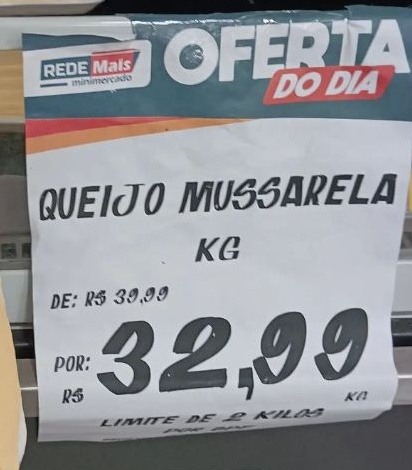 REDE Mais
minimercado
OFERTA
DO DIA
QUEIJO MUSSARELA
KG
DE: R$ 39,99
POR:
R$
32,99
KG
LIMITE DE 2 KILOS
POR